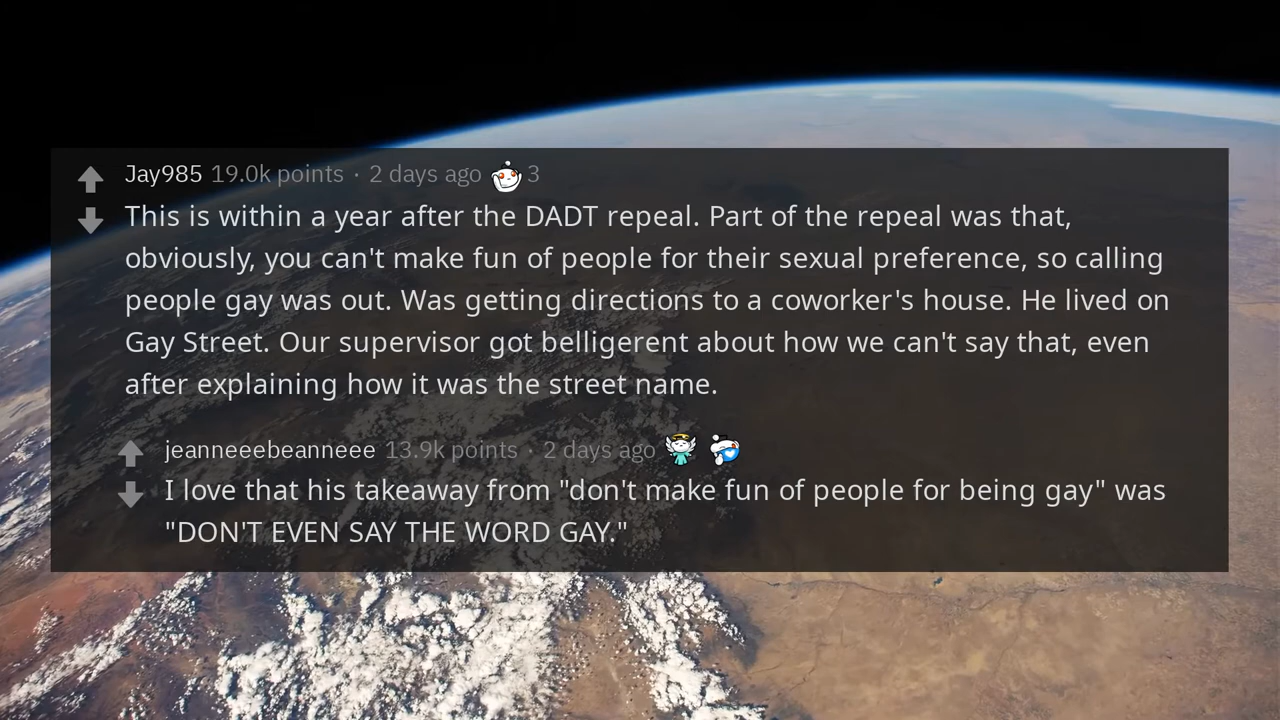 Jay985 19.0k points · 2 days ago 3
This is within a year after the DADT repeal. Part of the repeal was that,
obviously, you can't make fun of people for their sexual preference, so calling
people gay was out. Was getting directions to a coworker's house. He lived on
Gay Street. Our supervisor got belligerent about how we can't say that, even
after explaining how it was the street name.
jeanneeebeanneee 13.9k points · 2 days ago
I love that his takeaway from "don't make fun of people for being gay" was
"DON'T EVEN SAY THE WORD GAY."